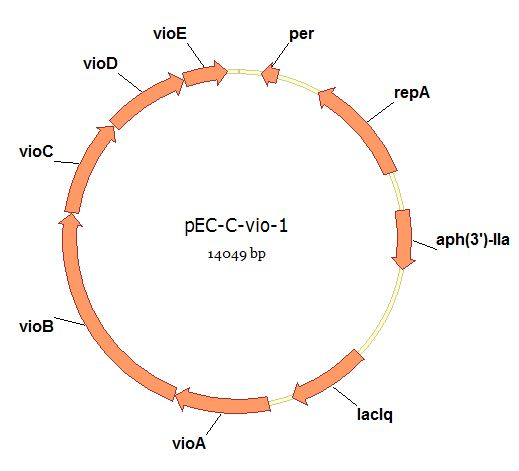 vioE
per
vioD
repA
vioC
pEC-C-vio-1
14049 bp
aph(3')-IIa
vioB
lacIq
vioA